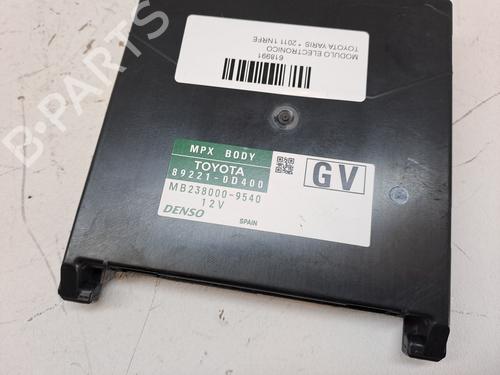 MODULO ELECTRONICO
TOYOTA YARIS * 2011 1NRFE
618991
B-PARTS
MPX BODY
TOYOTA
89221-0D400
MB238000-9540
12V
DENSO
SPAIN
GV